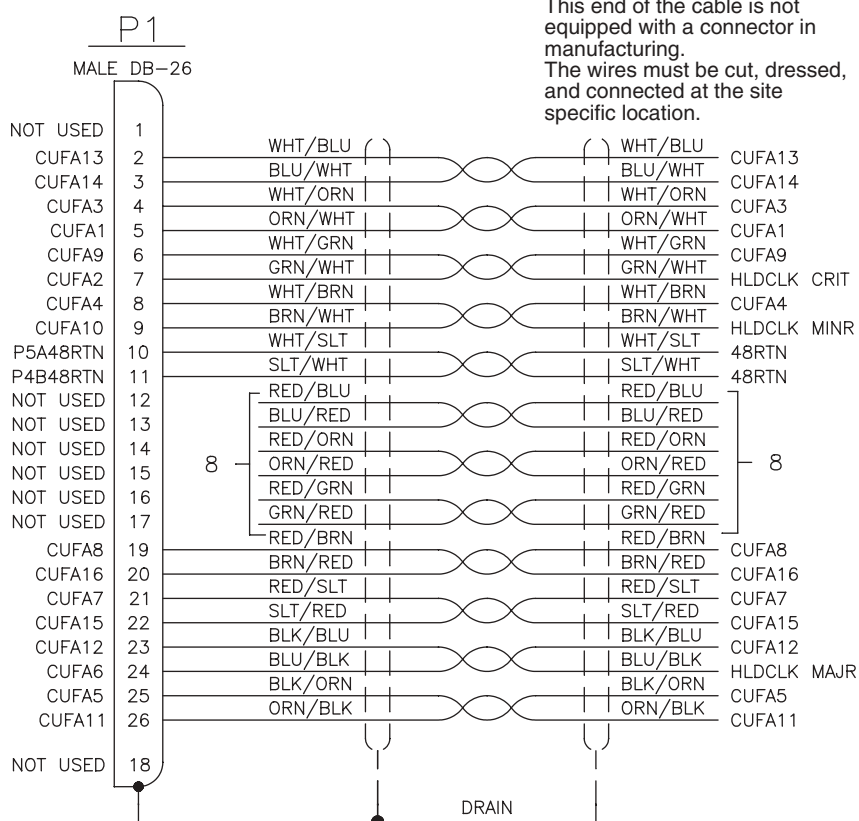 This end of the cable is not
equipped with a connector in
manufacturing.
The wires must be cut, dressed,
and connected at the site
specific location.
P1
MALE DB-26
NOT USED 1
CUFA13 2 WHT/BLU WHT/BLU CUFA13
CUFA14 3 BLU/WHT BLU/WHT CUFA14
CUFA3 4 WHT/ORN WHT/ORN CUFA3
CUFA1 5 ORN/WHT ORN/WHT CUFA1
CUFA9 6 WHT/GRN WHT/GRN CUFA9
CUFA2 7 GRN/WHT GRN/WHT HLDCLK CRIT
CUFA4 8 WHT/BRN WHT/BRN CUFA4
CUFA10 9 BRN/WHT BRN/WHT HLDCLK MINR
P5A48RTN 10 WHT/SLT WHT/SLT 48RTN
P4B48RTN 11 SLT/WHT SLT/WHT 48RTN
NOT USED 12 RED/BLU RED/BLU
NOT USED 13 BLU/RED BLU/RED
NOT USED 14 RED/ORN RED/ORN
8 NOT USED 15 ORN/RED ORN/RED 8
NOT USED 16 RED/GRN RED/GRN
NOT USED 17 GRN/RED GRN/RED
CUFA8 19 RED/BRN RED/BRN CUFA8
CUFA16 20 BRN/RED BRN/RED CUFA16
CUFA7 21 RED/SLT RED/SLT CUFA7
CUFA15 22 SLT/RED SLT/RED CUFA15
CUFA12 23 BLK/BLU BLK/BLU CUFA12
CUFA6 24 BLU/BLK BLU/BLK HLDCLK MAJR
CUFA5 25 BLK/ORN BLK/ORN CUFA5
CUFA11 26 ORN/BLK ORN/BLK CUFA11
NOT USED 18
DRAIN